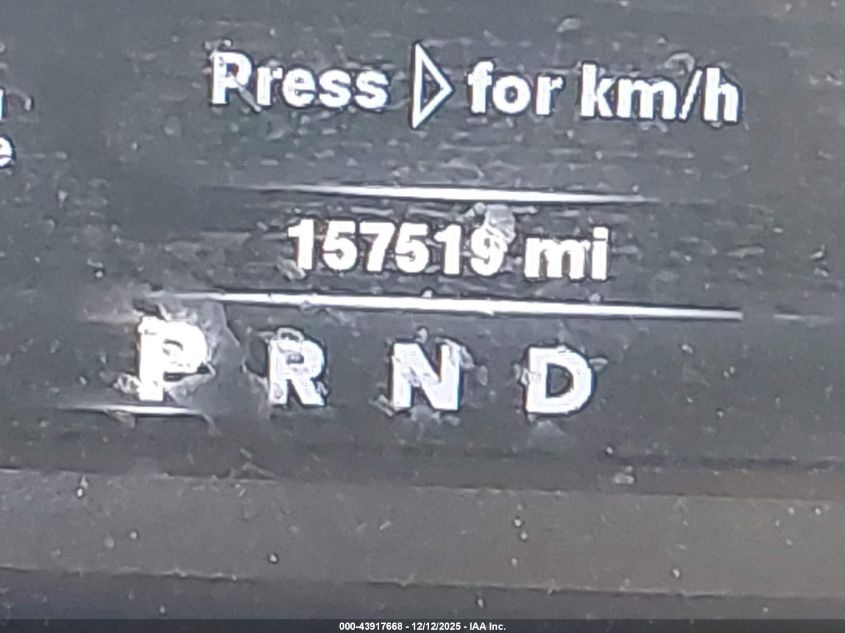 Press ▷ for km/h
157519 mi
P R N D
000-43917668 - 12/12/2025 - IAA Inc.